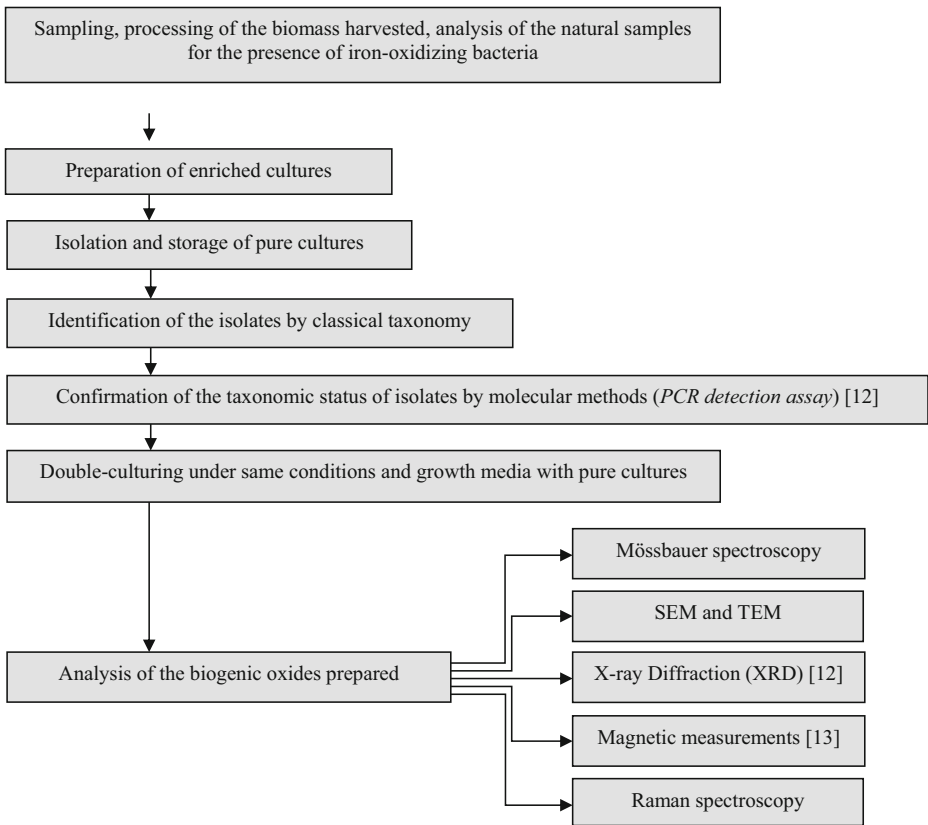 Sampling, processing of the biomass harvested, analysis of the natural samples
for the presence of iron-oxidizing bacteria
Preparation of enriched cultures
Isolation and storage of pure cultures
Identification of the isolates by classical taxonomy
Confirmation of the taxonomic status of isolates by molecular methods (PCR detection assay) [12]
Double-culturing under same conditions and growth media with pure cultures
Analysis of the biogenic oxides prepared
Mössbauer spectroscopy
SEM and TEM
X-ray Diffraction (XRD) [12]
Magnetic measurements [13]
Raman spectroscopy